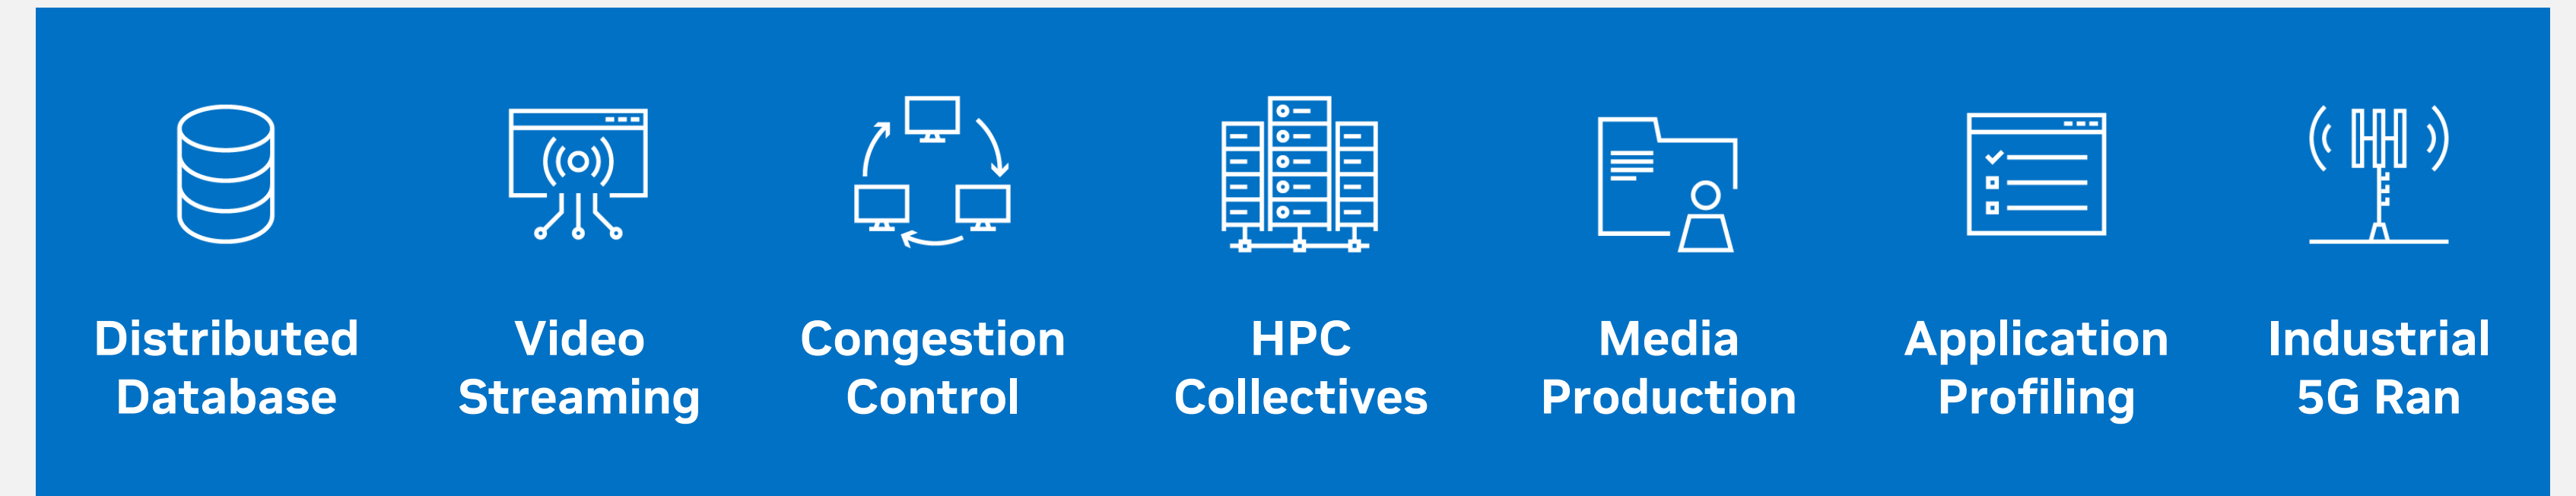 Distributed
Database
Video
Streaming
Congestion
Control
HPC
Collectives
Media
Production
Application
Profiling
Industrial
5G Ran